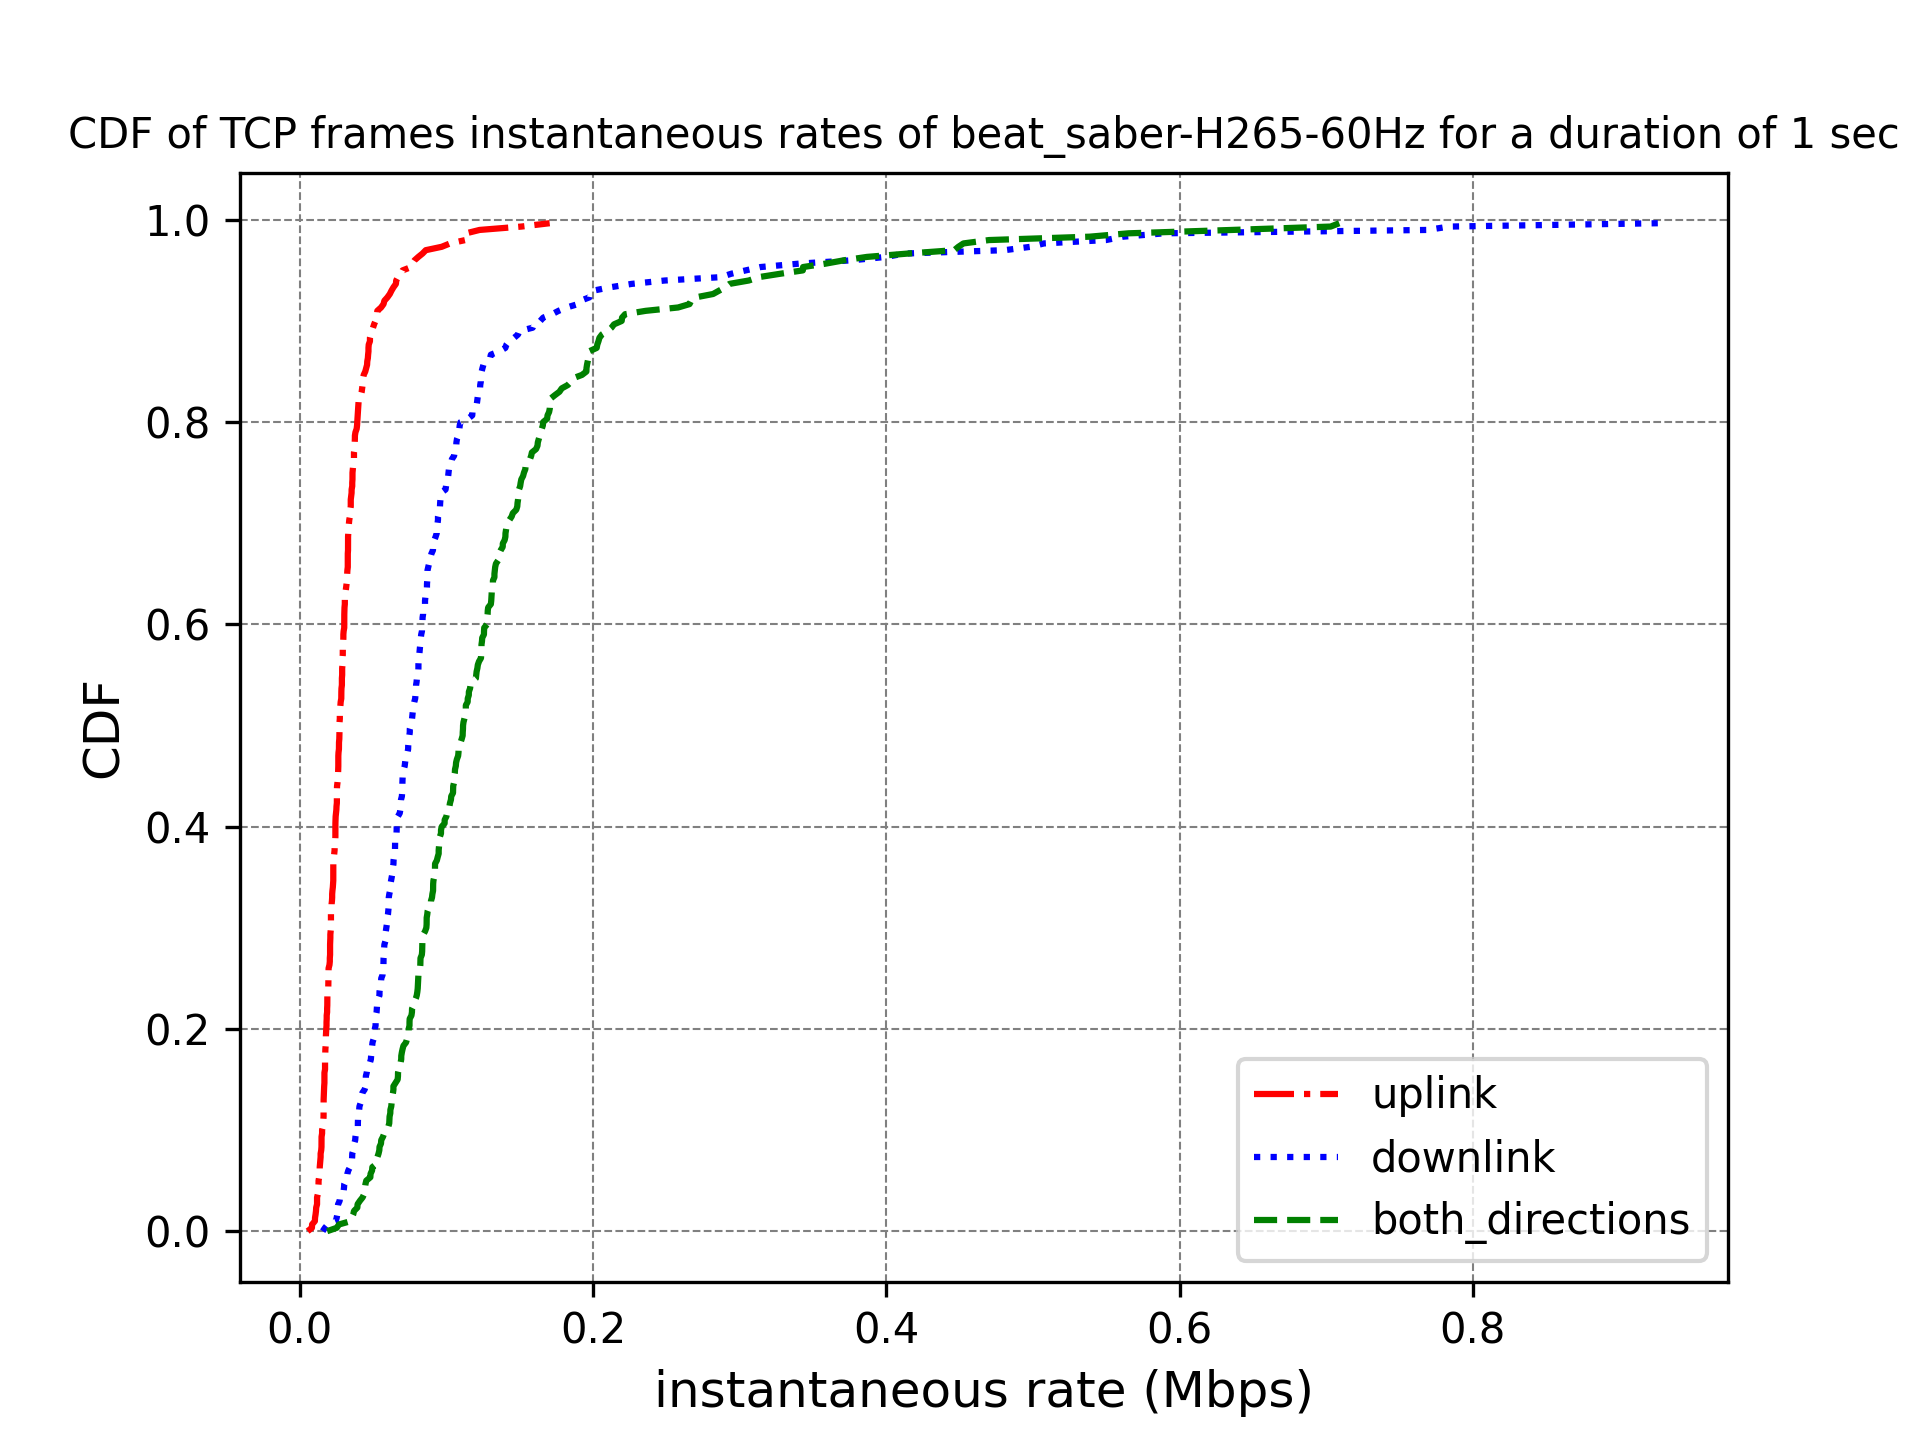 CDF of TCP frames instantaneous rates of beat_saber-H265-60Hz for a duration of 1 sec
1.0
0.8
0.6
0.4
0.2
0.0
CDF
uplink
downlink
both_directions
0.0 0.2 0.4 0.6 0.8
instantaneous rate (Mbps)